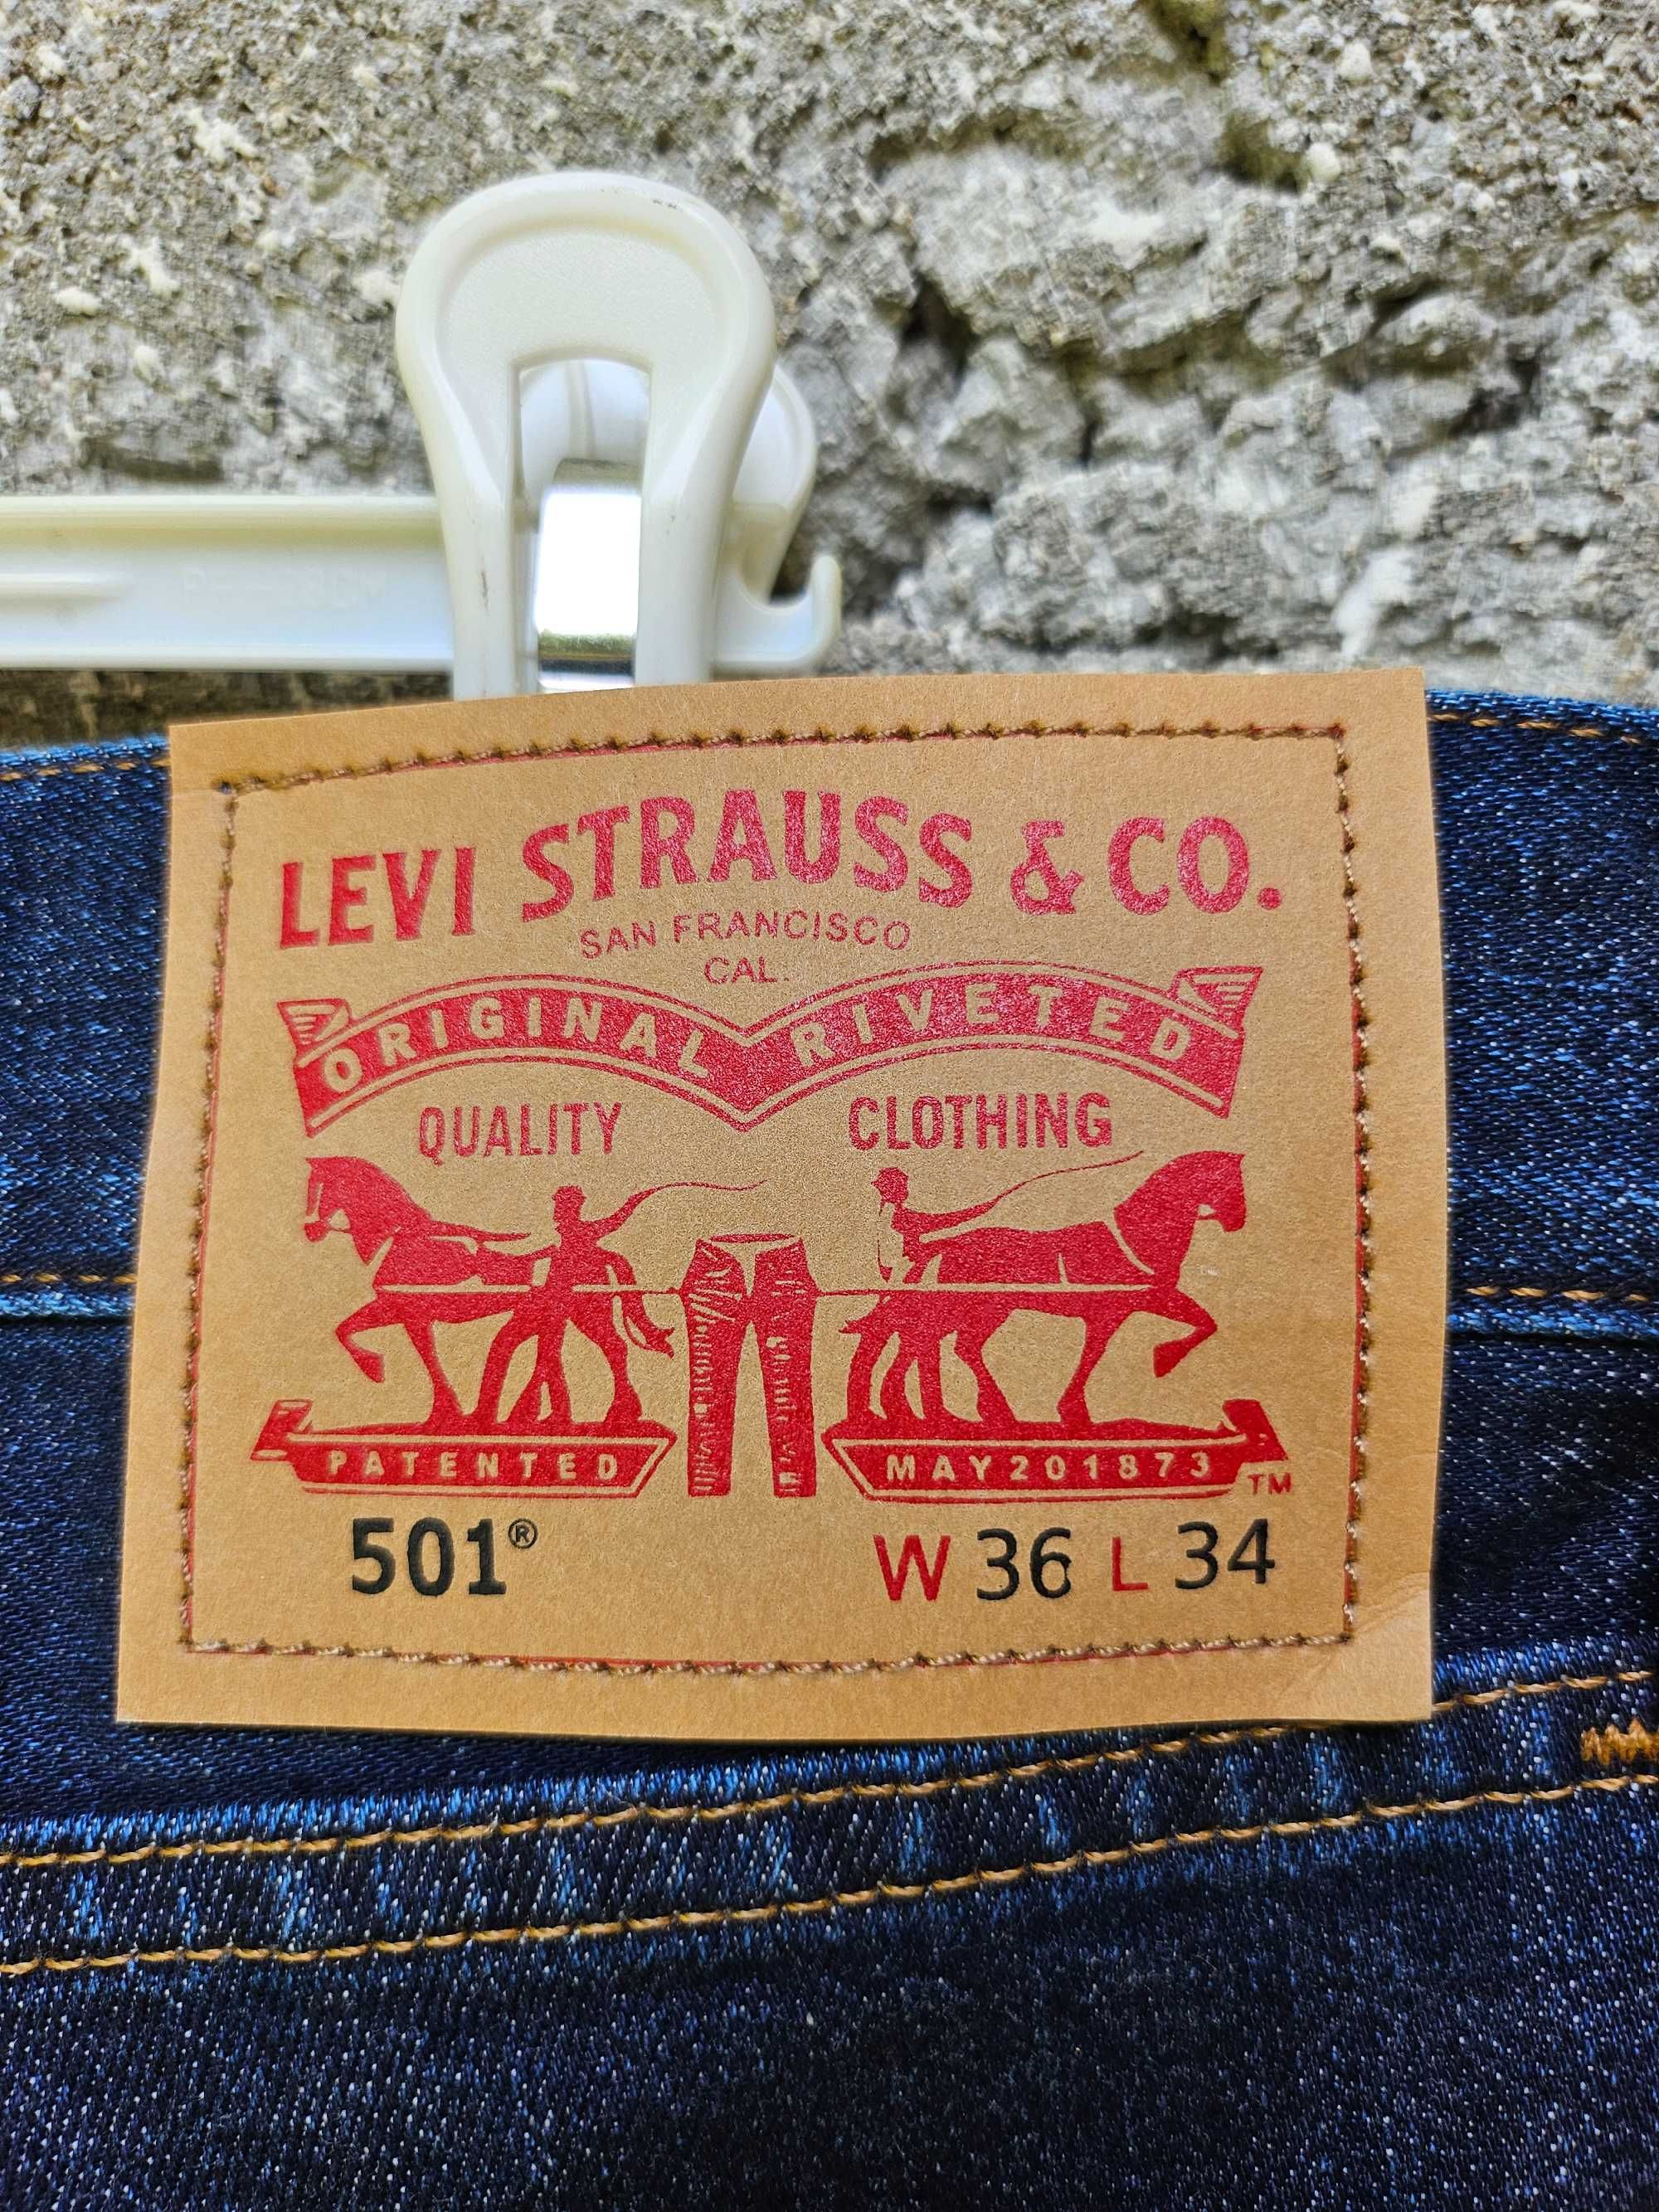 LEVI STRAUSS & CO.
SAN FRANCISCO
CAL.
ORIGINAL RIVETED
QUALITY CLOTHING
PATENTED MAY201873 TM
501® W 36 L 34